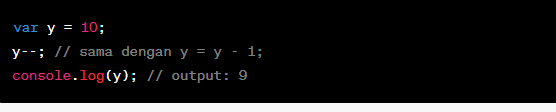 var y = 10;
y--; // sama dengan y = y - 1;
console.log(y); // output: 9